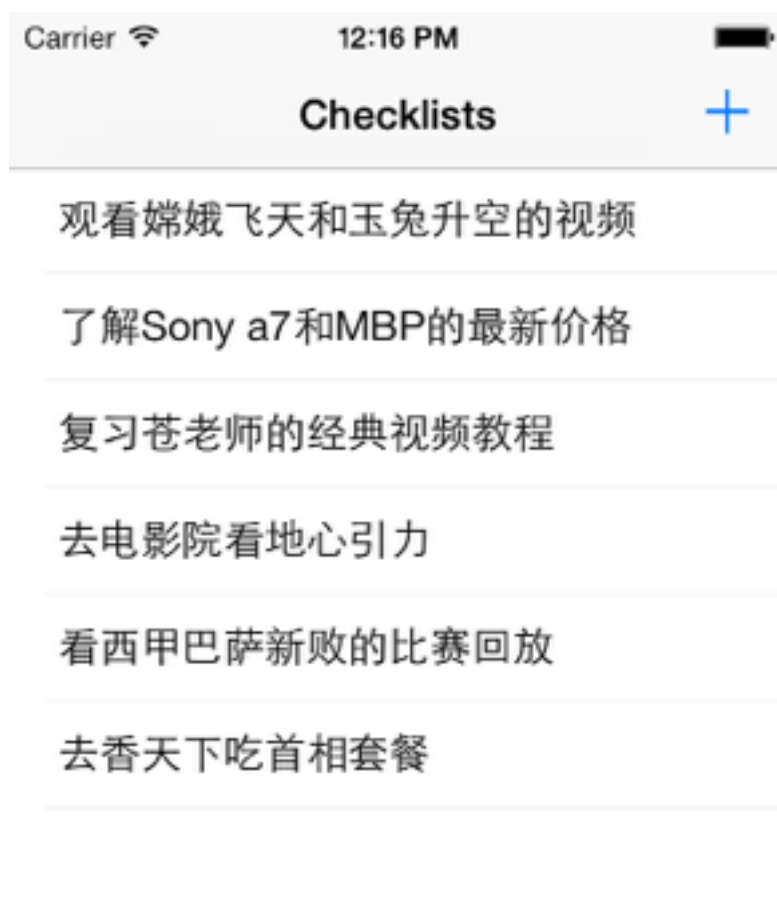 Carrier 12:16 PM
Checklists +
观看嫦娥飞天和玉兔升空的视频
了解Sony a7和MBP的最新价格
复习苍老师的经典视频教程
去电影院看地心引力
看西甲巴萨新败的比赛回放
去香天下吃首相套餐